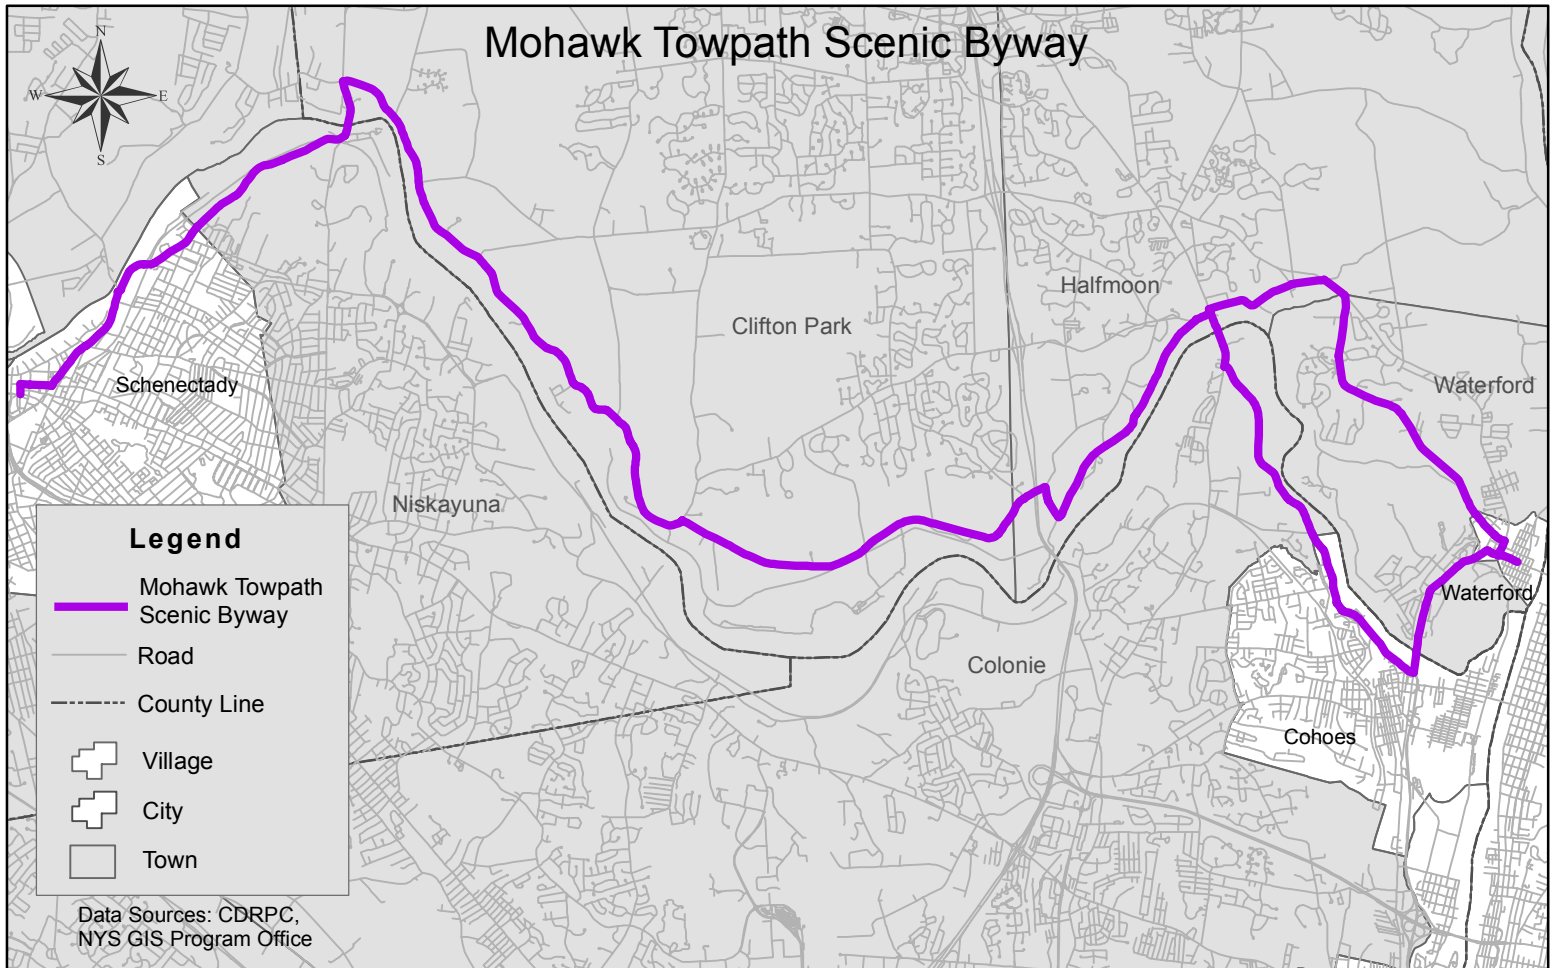 Mohawk Towpath Scenic Byway
N
W
E
S
Halfmoon
Clifton Park
Schenectady
Waterford
Niskayuna
Waterford
Colonie
Cohoes
Legend
Mohawk Towpath
Scenic Byway
Road
County Line
Village
City
Town
Data Sources: CDRPC,
NYS GIS Program Office